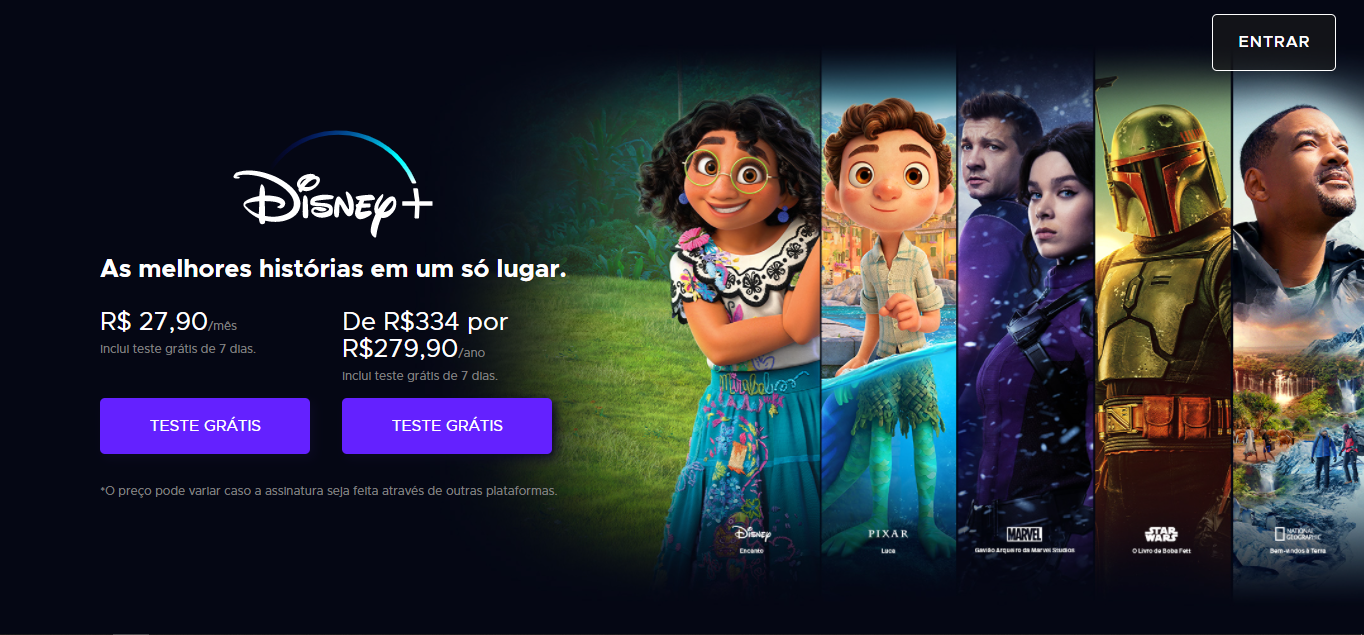 ENTRAR
Disney+
As melhores histórias em um só lugar.
R$ 27,90/mês
Inclui teste grátis de 7 dias.
TESTE GRÁTIS
De R$334 por
R$279,90/ano
Inclui teste grátis de 7 dias.
TESTE GRÁTIS
*O preço pode variar caso a assinatura seja feita através de outras plataformas.
Mirabel
Disney
Encanto
PIXAR
Luca
MARVEL
Gavião Arqueiro da Marvel Studios
STAR
WARS
O Livro de Boba Fett
NATIONAL
GEOGRAPHIC
Bem-vindos à Terra